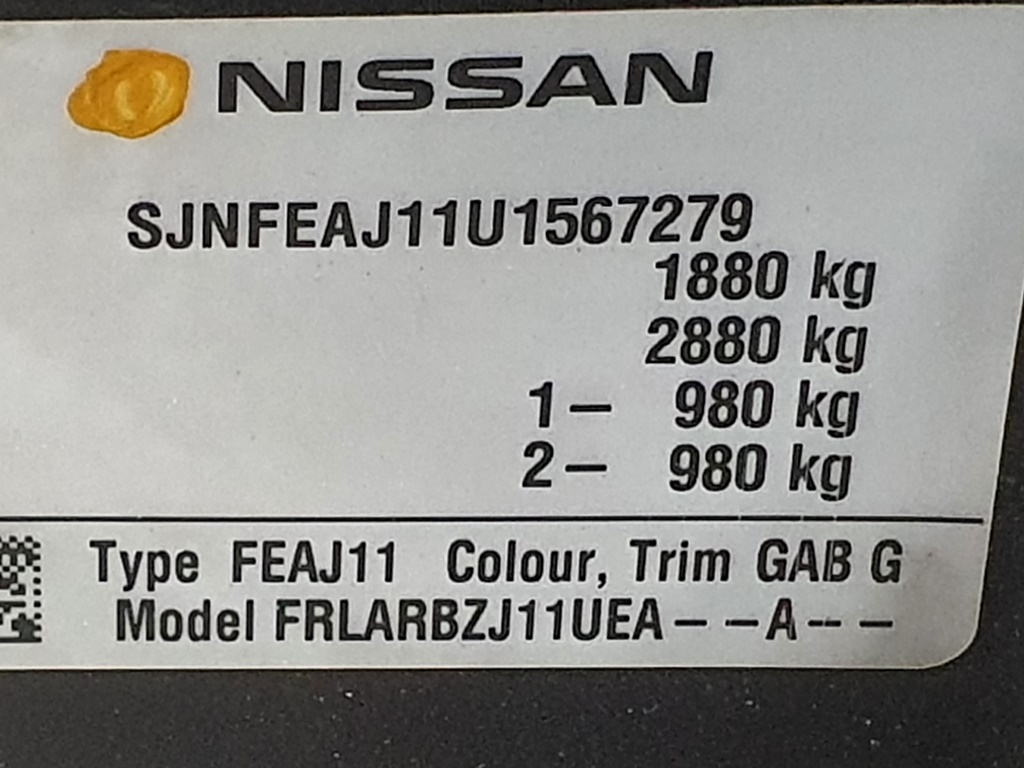 NISSAN
SJNFEAJ11U1567279
1880 kg
2880 kg
1– 980 kg
2– 980 kg
Type FEAJ11 Colour, Trim GAB G
Model FRLARBZJ11UEA– –A– –